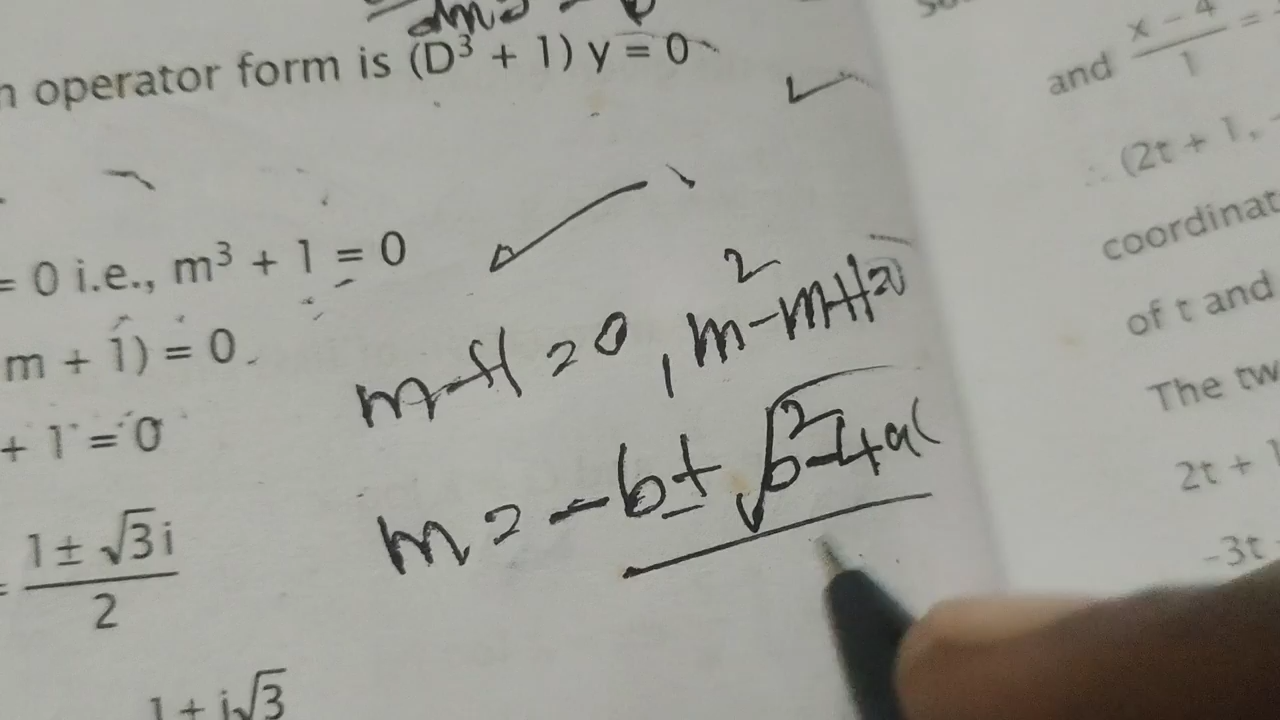 operator form is (D³ + 1) y = 0
= 0 i.e., m³ + 1 = 0
m + 1) = 0
+ 1 = 0
1 ± √3 i
2
1 + i√3
m+1 = 0, m²-m+1=0
m = -b ± √b²-4ac
and x - 4 =
1
(2t + 1,
coordinat
of t and
The tw
2t + 1
-3t